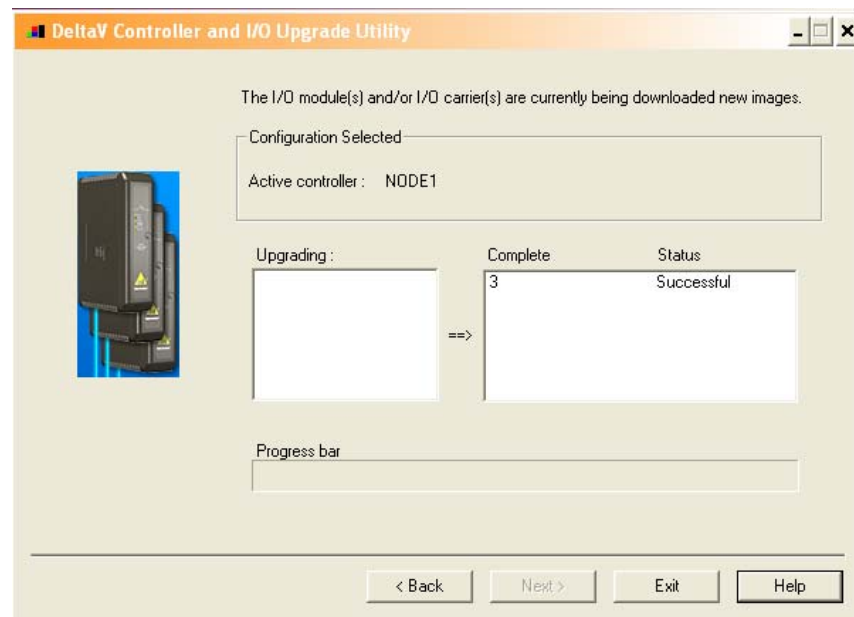 DeltaV Controller and I/O Upgrade Utility
The I/O module(s) and/or I/O carrier(s) are currently being downloaded new images.
Configuration Selected
Active controller : NODE1
Upgrading : Complete Status
3 Successful
==>
Progress bar
< Back Next > Exit Help